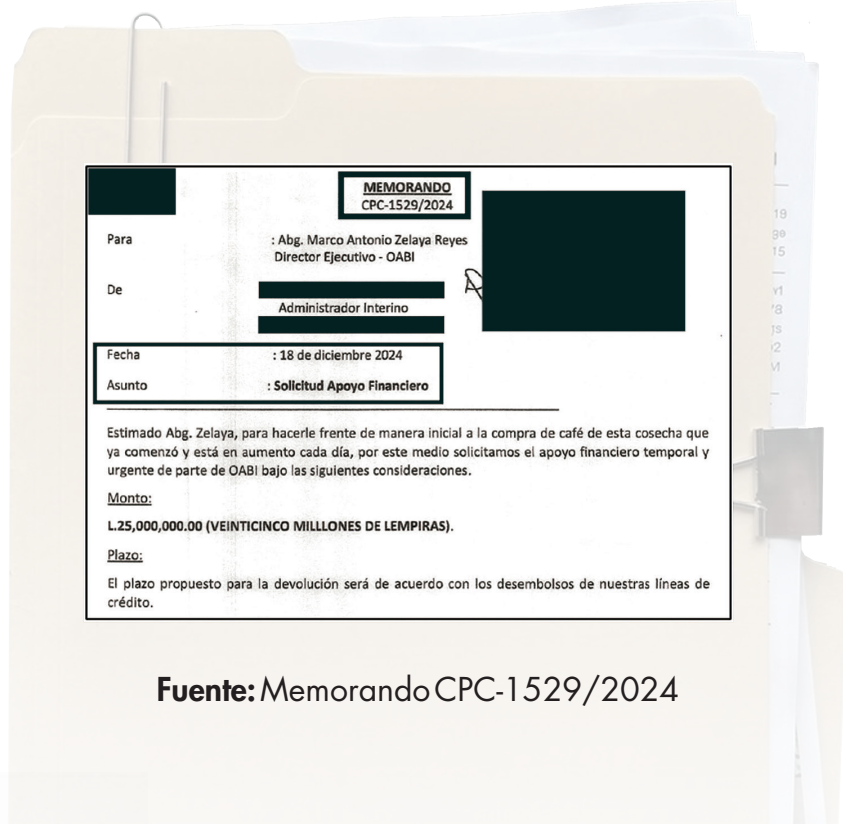 MEMORANDO
CPC-1529/2024
Para : Abg. Marco Antonio Zelaya Reyes
Director Ejecutivo - OABI
De
Administrador Interino
Fecha : 18 de diciembre 2024
Asunto : Solicitud Apoyo Financiero
Estimado Abg. Zelaya, para hacerle frente de manera inicial a la compra de café de esta cosecha que
ya comenzó y está en aumento cada día, por este medio solicitamos el apoyo financiero temporal y
urgente de parte de OABI bajo las siguientes consideraciones.
Monto:
L.25,000,000.00 (VEINTICINCO MILLLONES DE LEMPIRAS).
Plazo:
El plazo propuesto para la devolución será de acuerdo con los desembolsos de nuestras líneas de
crédito.
Fuente: Memorando CPC-1529/2024